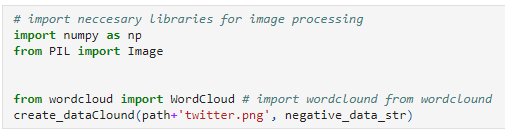 # import neccesary libraries for image processing
import numpy as np
from PIL import Image
from wordcloud import WordCloud # import wordclound from wordclound
create_dataClound(path+'twitter.png', negative_data_str)